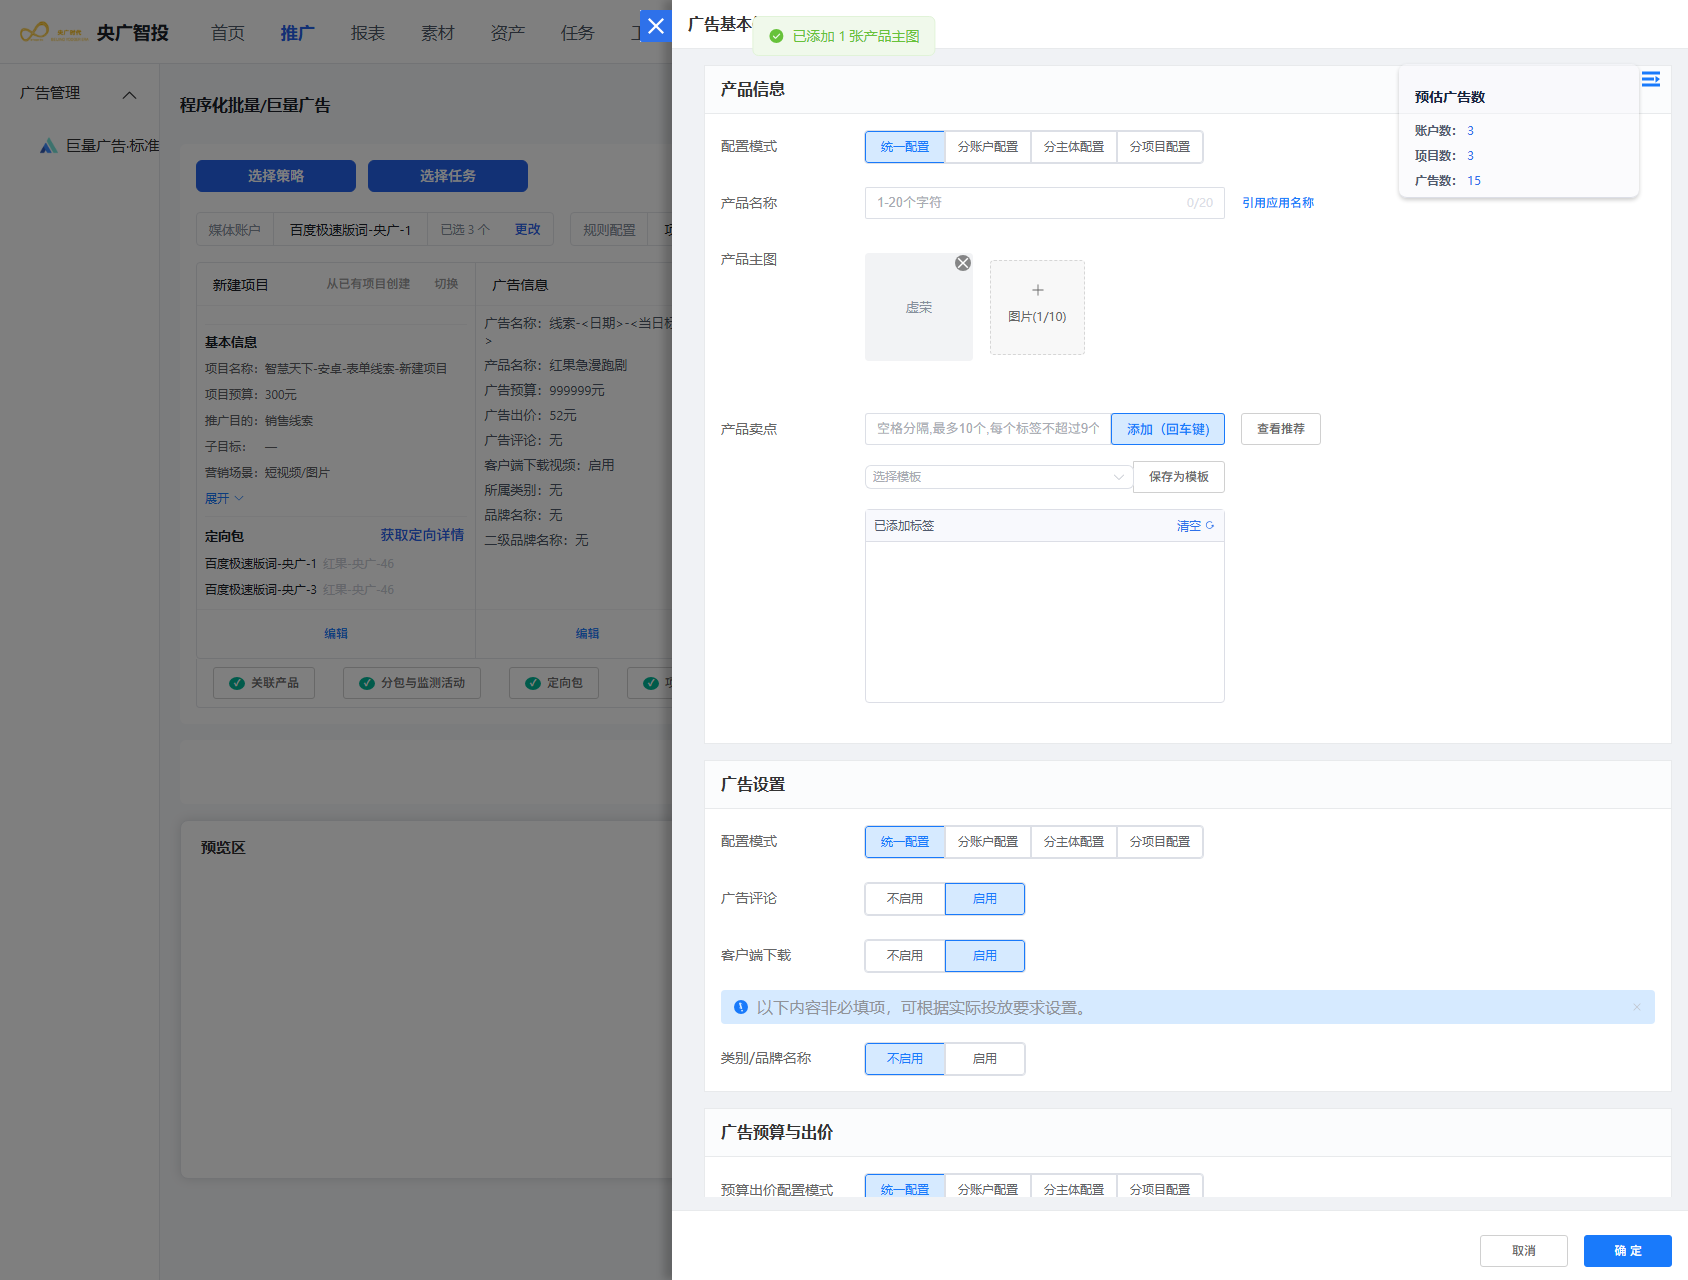 央广智投
首页
推广
报表
素材
资产
任务
广告管理
巨量广告·标准
程序化批量/巨量广告
选择策略
选择任务
媒体账户
百度极速版词-央广-1
已选 3 个
更改
规则配置
新建项目
从已有项目创建
切换
广告信息
基本信息
项目名称：智慧天下-安卓-表单线索-新建项目
项目预算：300元
推广目的：销售线索
子目标：—
营销场景：短视频/图片
展开
定向包
获取定向详情
百度极速版词-央广-1 红果-央广-46
百度极速版词-央广-3 红果-央广-46
编辑
广告名称：线索-<日期>-<当日标
>
产品名称：红果急漫跑剧
广告预算：999999元
广告出价：52元
广告评论：无
客户端下载视频：启用
所属类别：无
品牌名称：无
二级品牌名称：无
编辑
关联产品
分包与监测活动
定向包
预览区
广告基本
已添加 1 张产品主图
产品信息
预估广告数
账户数：3
项目数：3
广告数：15
配置模式
统一配置
分账户配置
分主体配置
分项目配置
产品名称
1-20个字符
0/20
引用应用名称
产品主图
虚荣
图片(1/10)
产品卖点
空格分隔,最多10个,每个标签不超过9个
添加（回车键)
查看推荐
选择模板
保存为模板
已添加标签
清空
广告设置
配置模式
统一配置
分账户配置
分主体配置
分项目配置
广告评论
不启用
启用
客户端下载
不启用
启用
以下内容非必填项，可根据实际投放要求设置。
类别/品牌名称
不启用
启用
广告预算与出价
预算出价配置模式
统一配置
分账户配置
分主体配置
分项目配置
取消
确 定